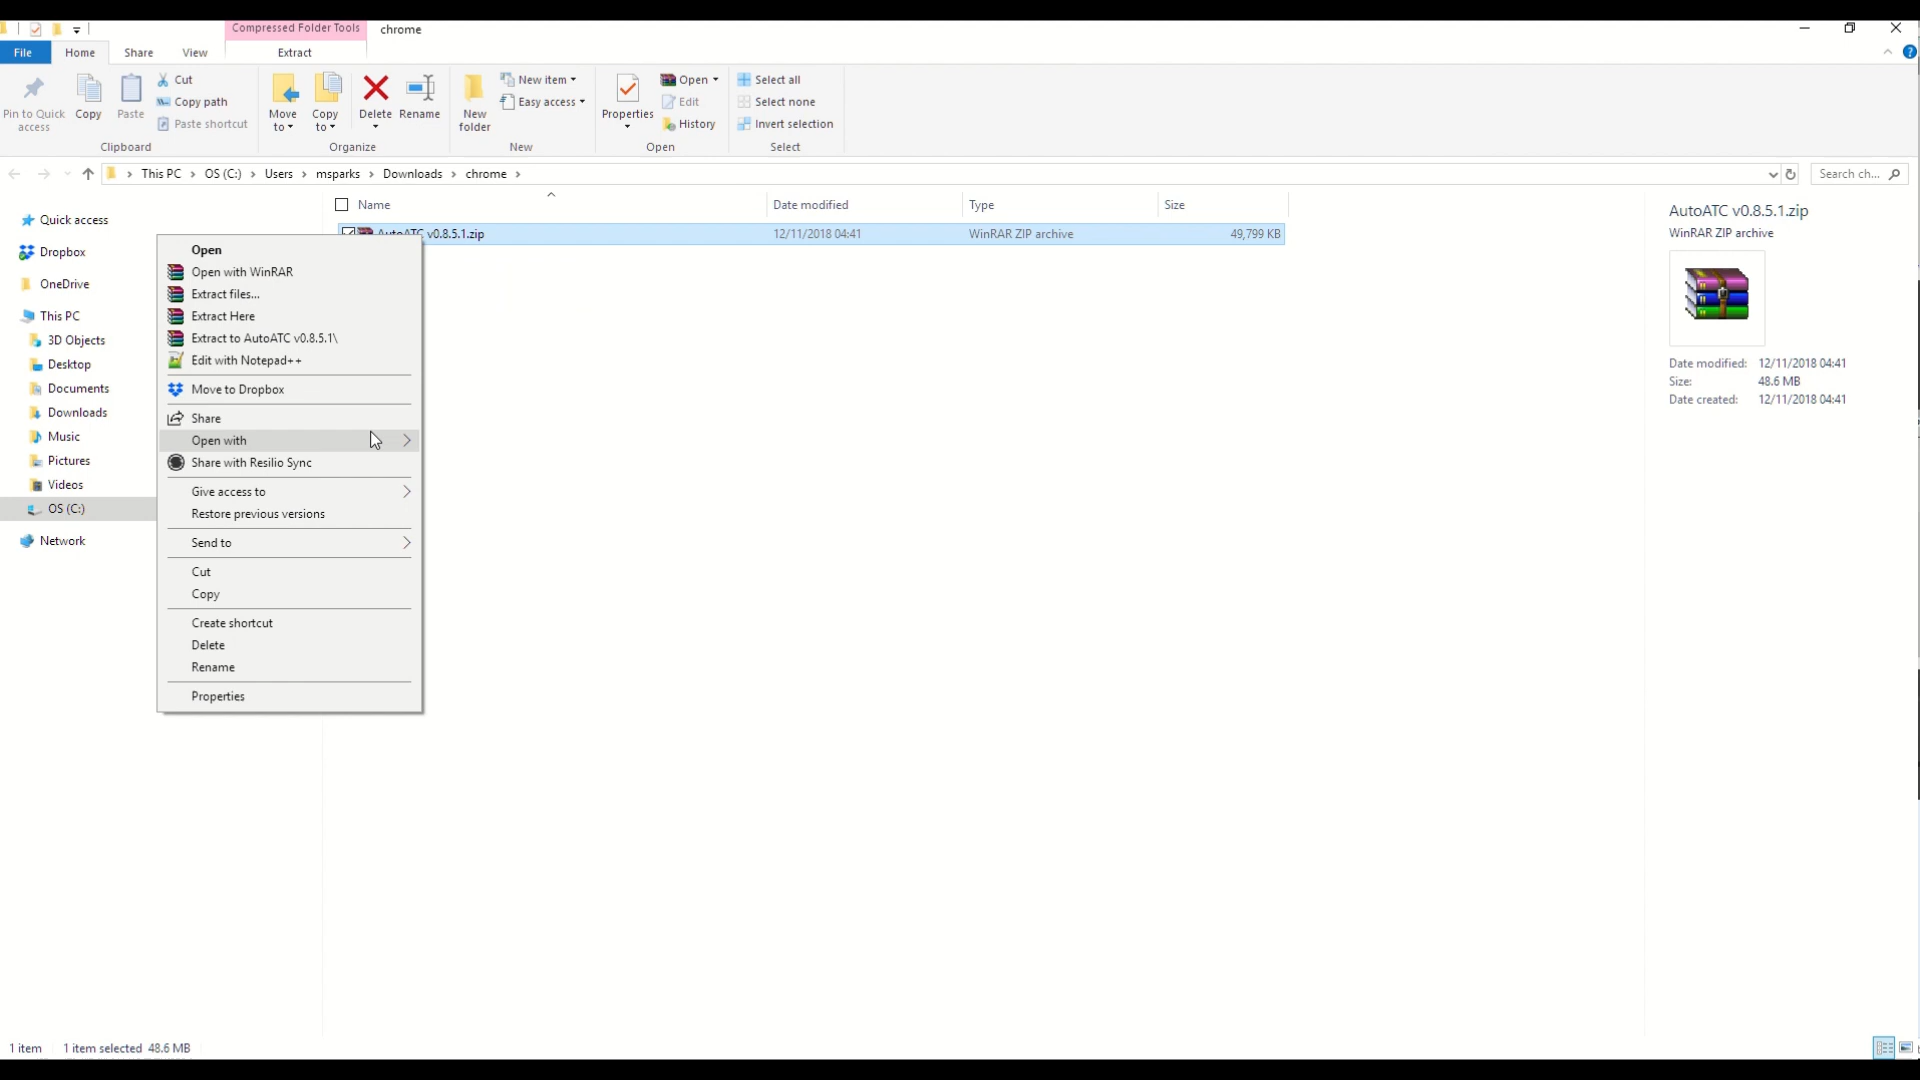 Compressed Folder Tools
chrome
File
Home
Share
View
Extract
Pin to Quick
access
Copy
Paste
Cut
Copy path
Paste shortcut
Clipboard
Move
to
Copy
to
Delete
Rename
Organize
New
folder
New item
Easy access
New
Properties
Open
Edit
History
Open
Select all
Select none
Invert selection
Select
This PC
OS (C:)
Users
msparks
Downloads
chrome
Search ch...
Name
Date modified
Type
Size
AutoATC v0.8.5.1.zip
12/11/2018 04:41
WinRAR ZIP archive
49,799 KB
Quick access
Dropbox
OneDrive
This PC
3D Objects
Desktop
Documents
Downloads
Music
Pictures
Videos
OS (C:)
Network
Open
Open with WinRAR
Extract files...
Extract Here
Extract to AutoATC v0.8.5.1\
Edit with Notepad++
Move to Dropbox
Share
Open with
Share with Resilio Sync
Give access to
Restore previous versions
Send to
Cut
Copy
Create shortcut
Delete
Rename
Properties
AutoATC v0.8.5.1.zip
WinRAR ZIP archive
Date modified: 12/11/2018 04:41
Size: 48.6 MB
Date created: 12/11/2018 04:41
1 item
1 item selected 48.6 MB